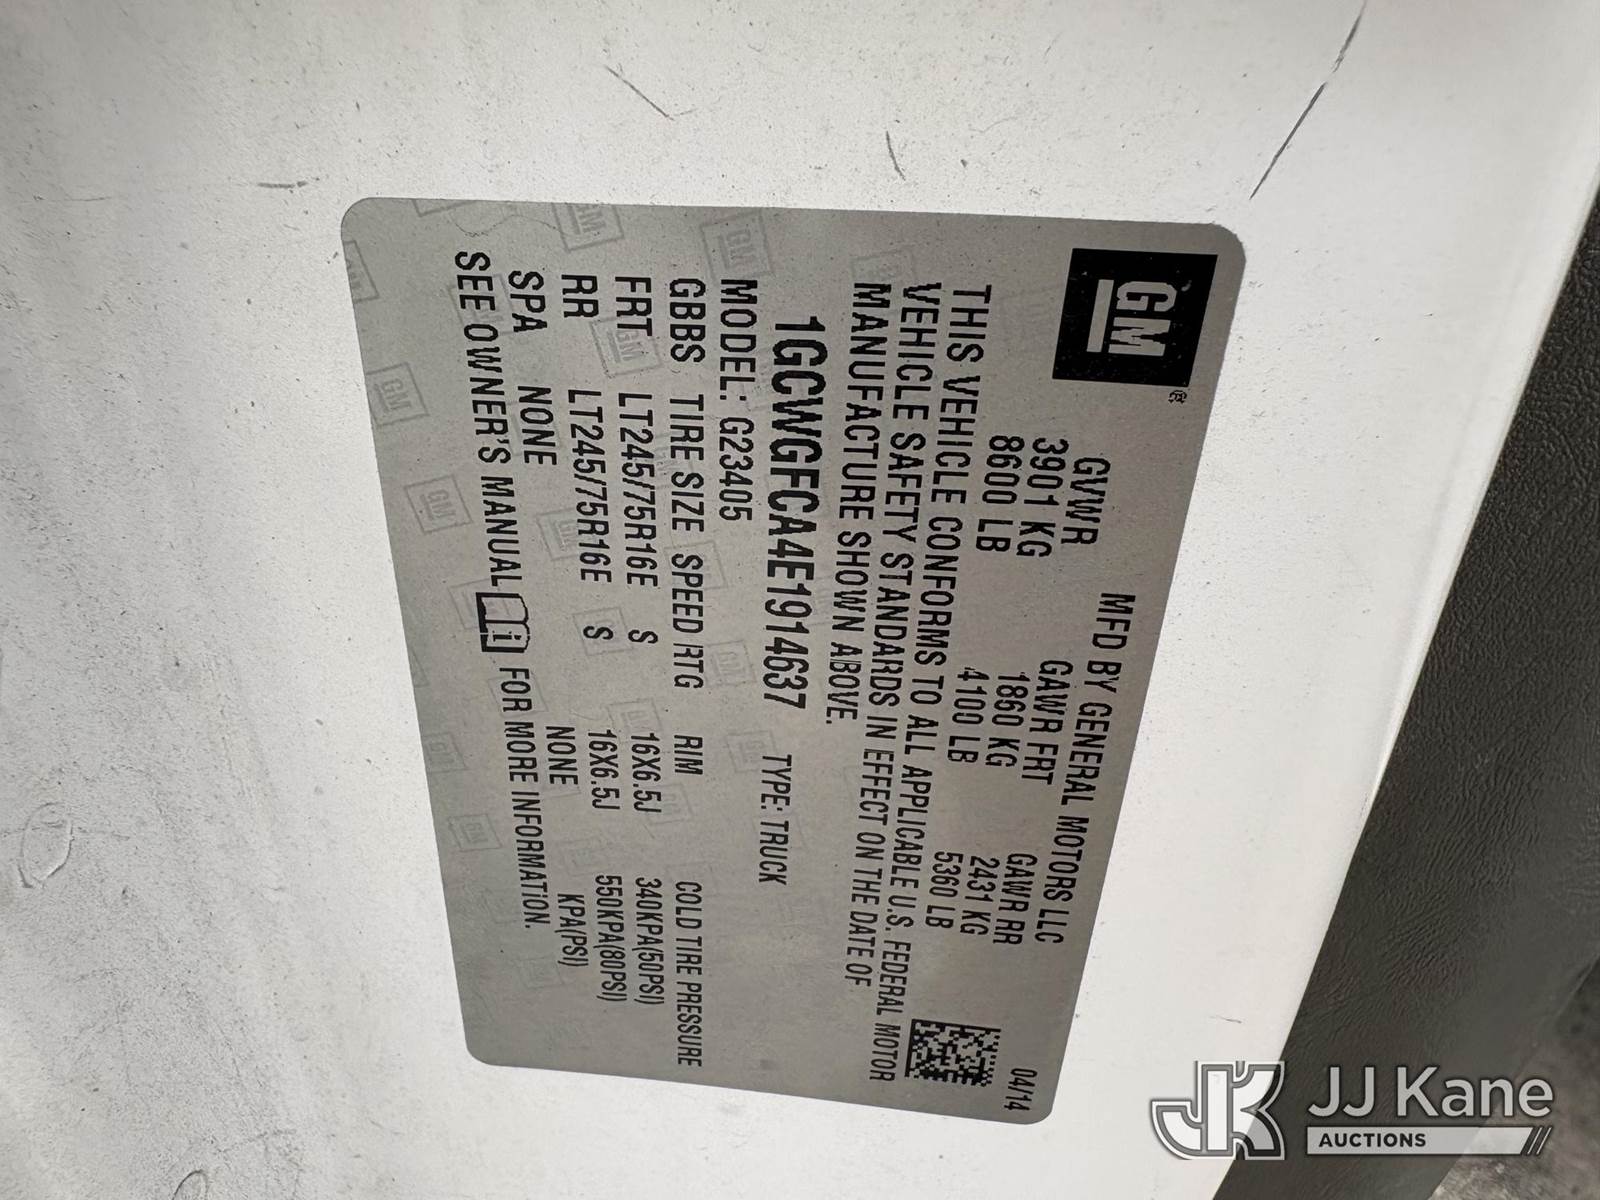 GM
MFD BY GENERAL MOTORS LLC 04/14
GVWR GAWR FRT GAWR RR
3901 KG 1860 KG 2431 KG
8600 LB 4100 LB 5360 LB
THIS VEHICLE CONFORMS TO ALL APPLICABLE U.S. FEDERAL MOTOR
VEHICLE SAFETY STANDARDS IN EFFECT ON THE DATE OF
MANUFACTURE SHOWN ABOVE.
1GCWGFCA4E1914637 TYPE: TRUCK
MODEL: G23405
GBBS TIRE SIZE SPEED RTG RIM COLD TIRE PRESSURE
FRT LT245/75R16E S 16X6.5J 340KPA(50PSI)
RR LT245/75R16E S 16X6.5J 550KPA(80PSI)
SPA NONE NONE KPA(PSI)
SEE OWNER'S MANUAL i FOR MORE INFORMATION.
JK JJ Kane
AUCTIONS